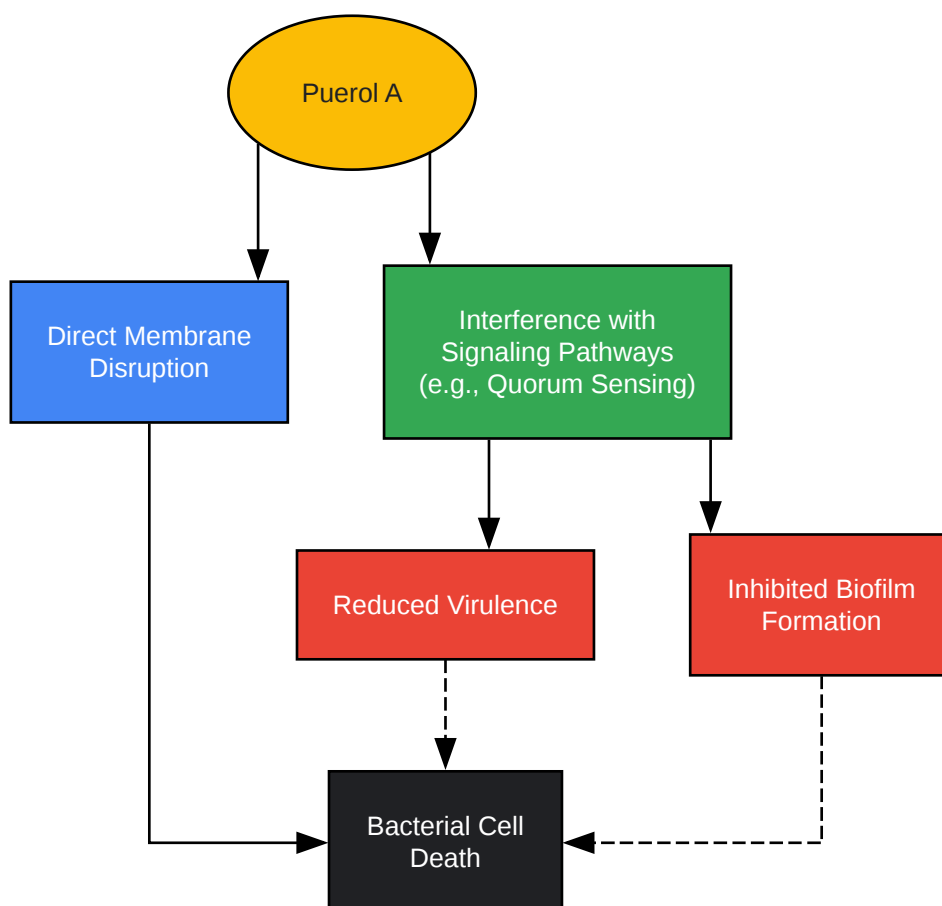 Puerol A
Direct Membrane
Disruption
Interference with
Signaling Pathways
(e.g., Quorum Sensing)
Reduced Virulence
Inhibited Biofilm
Formation
Bacterial Cell
Death